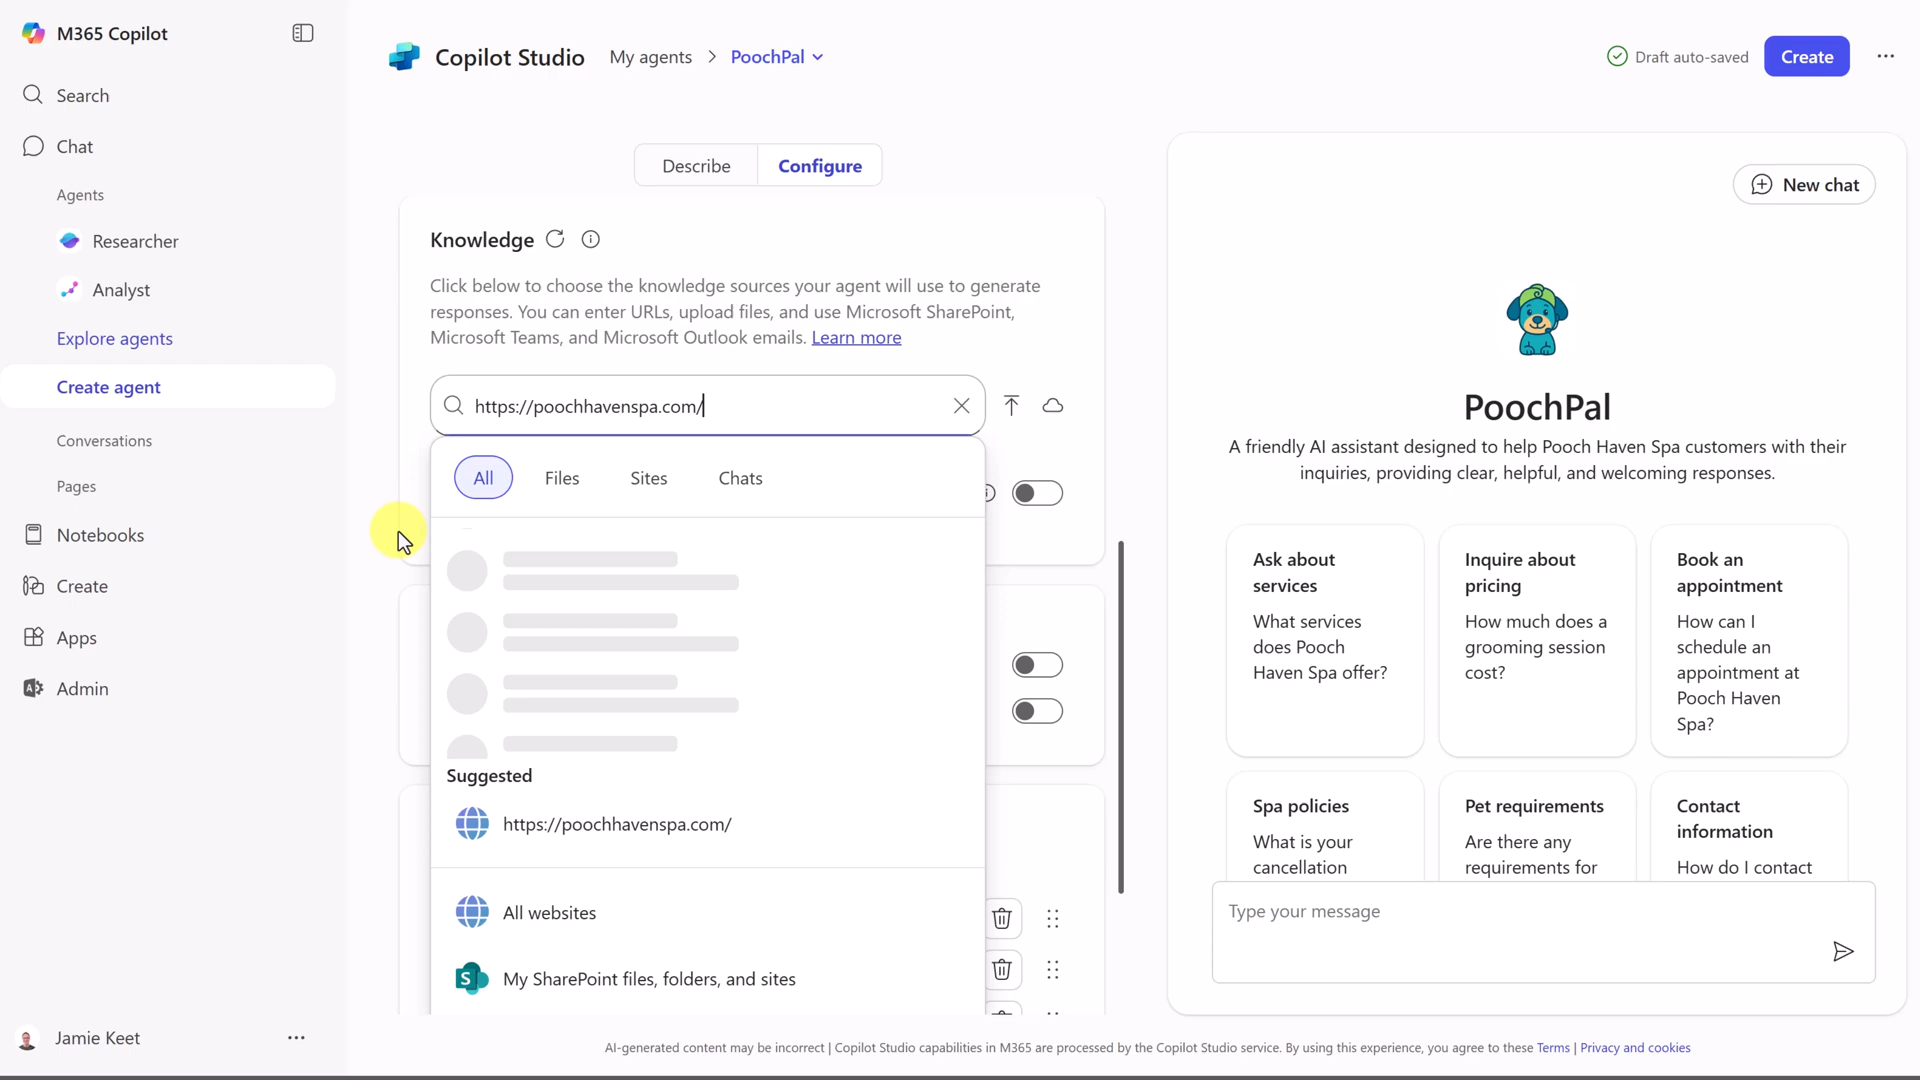 M365 Copilot
Search
Chat
Agents
Researcher
Analyst
Explore agents
Create agent
Conversations
Pages
Notebooks
Create
Apps
Admin
Jamie Keet
Copilot Studio
My agents
PoochPal
Draft auto-saved
Create
Describe
Configure
Knowledge
Click below to choose the knowledge sources your agent will use to generate
responses. You can enter URLs, upload files, and use Microsoft SharePoint,
Microsoft Teams, and Microsoft Outlook emails. Learn more
https://poochhavenspa.com/
All
Files
Sites
Chats
Suggested
https://poochhavenspa.com/
All websites
My SharePoint files, folders, and sites
New chat
PoochPal
A friendly AI assistant designed to help Pooch Haven Spa customers with their
inquiries, providing clear, helpful, and welcoming responses.
Ask about
services
What services
does Pooch
Haven Spa offer?
Inquire about
pricing
How much does a
grooming session
cost?
Book an
appointment
How can I
schedule an
appointment at
Pooch Haven
Spa?
Spa policies
What is your
cancellation
Pet requirements
Are there any
requirements for
Contact
information
How do I contact
Type your message
AI-generated content may be incorrect | Copilot Studio capabilities in M365 are processed by the Copilot Studio service. By using this experience, you agree to these Terms | Privacy and cookies